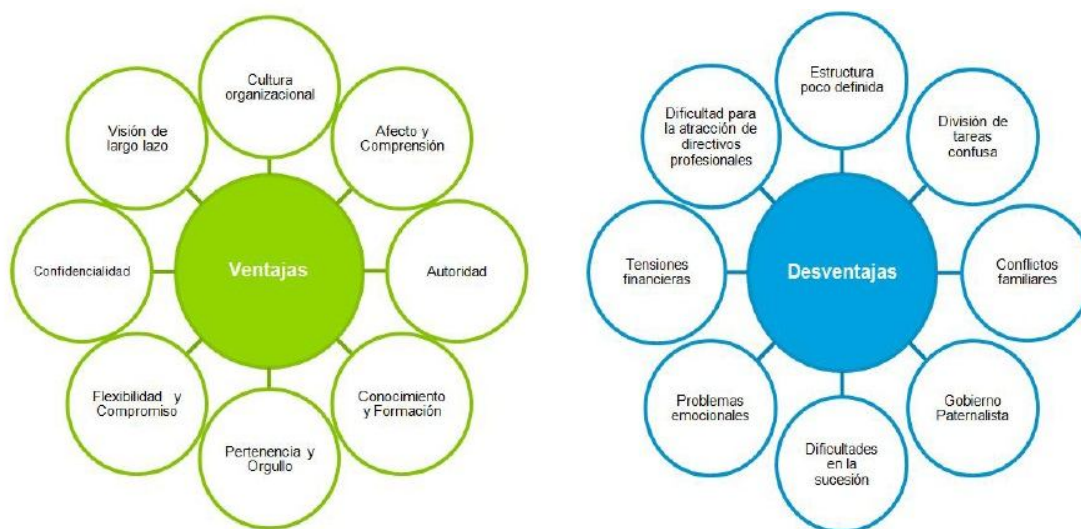 Ventajas
Cultura
organizacional
Afecto y
Comprensión
Autoridad
Conocimiento
y Formación
Pertenencia y
Orgullo
Flexibilidad y
Compromiso
Confidencialidad
Visión de
largo lazo
Desventajas
Estructura
poco definida
División de
tareas
confusa
Conflictos
familiares
Gobierno
Paternalista
Dificultades
en la
sucesión
Problemas
emocionales
Tensiones
financieras
Dificultad para
la atracción de
directivos
profesionales